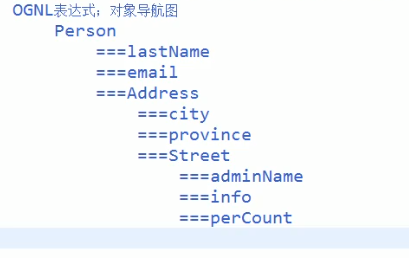 OGNL表达式；对象导航图
Person
===lastName
===email
===Address
===city
===province
===Street
===adminName
===info
===perCount